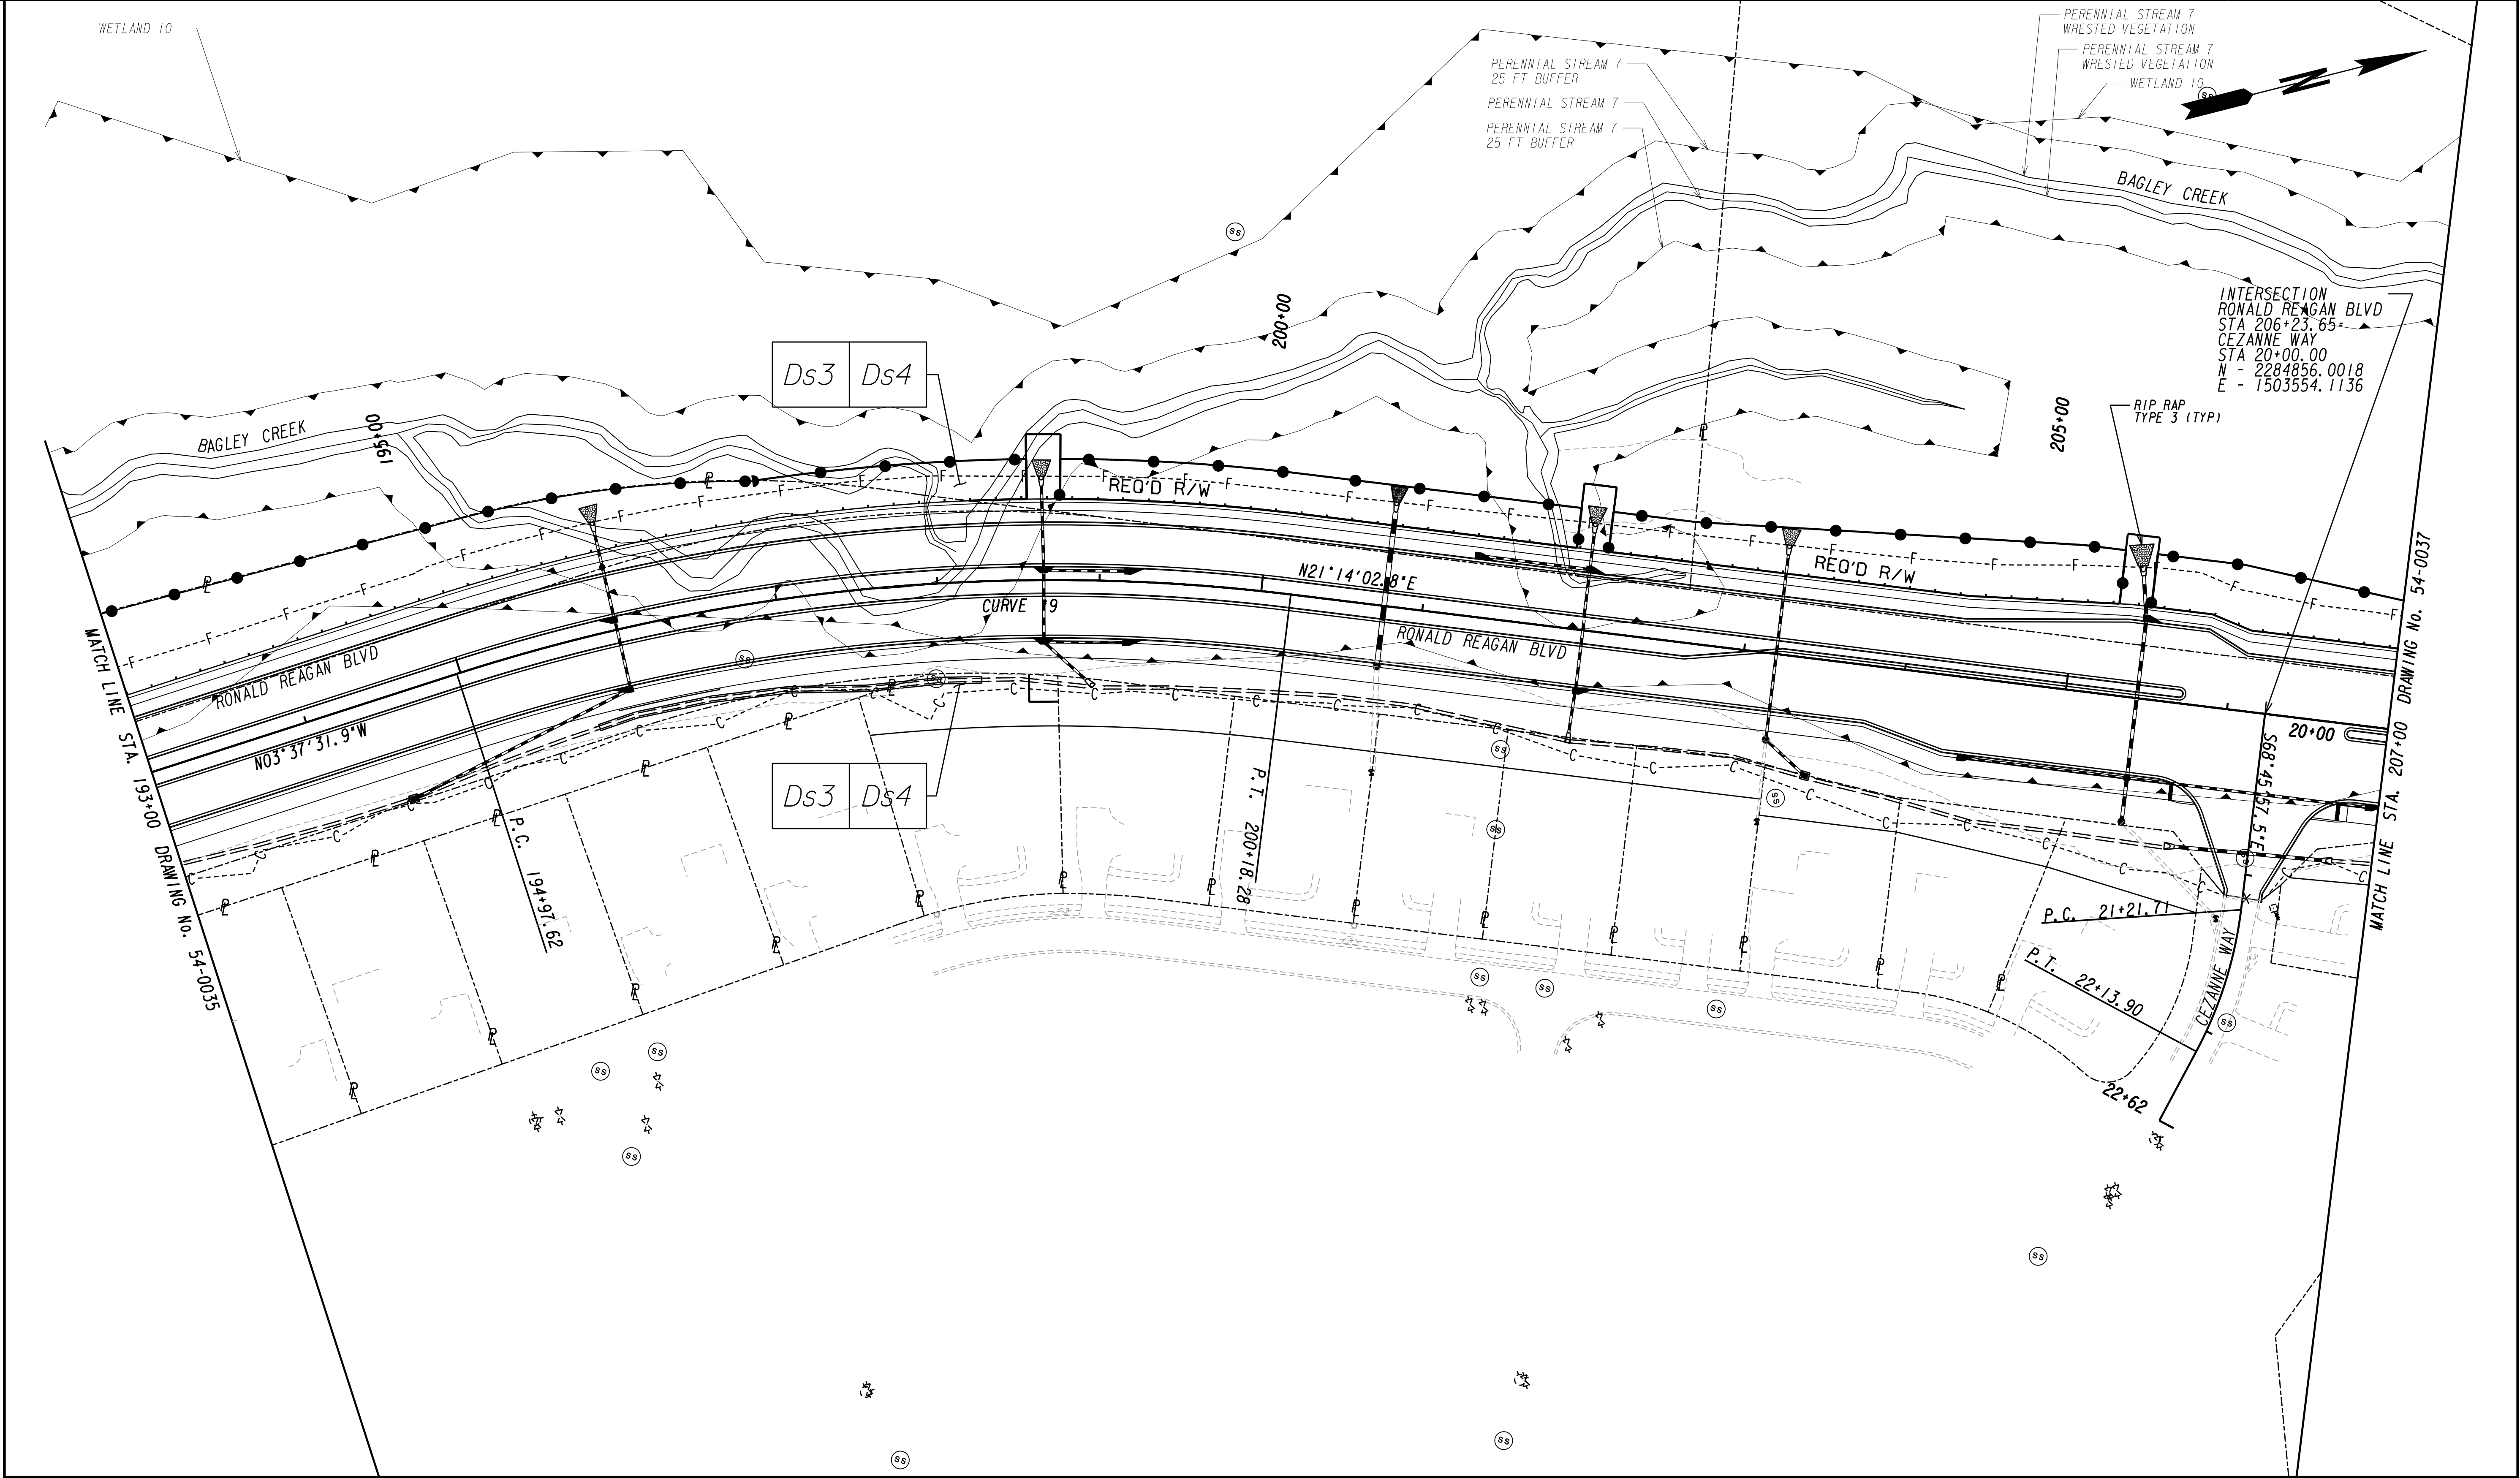 WETLAND 10
PERENNIAL STREAM 7
WRESTED VEGETATION
PERENNIAL STREAM 7
WRESTED VEGETATION
WETLAND 10
PERENNIAL STREAM 7
25 FT BUFFER
PERENNIAL STREAM 7
PERENNIAL STREAM 7
25 FT BUFFER
N
SS
SS
BAGLEY CREEK
INTERSECTION
RONALD REAGAN BLVD
STA 206+23.65=
CEZANNE WAY
STA 20+00.00
N - 2284856.0018
E - 1503554.1136
RIP RAP
TYPE 3 (TYP)
200+00
205+00
195+00
BAGLEY CREEK
Ds3 Ds4
REQ'D R/W
REQ'D R/W
N21°14'02.8"E
CURVE 19
RONALD REAGAN BLVD
RONALD REAGAN BLVD
N03°37'31.9"W
MATCH LINE STA. 193+00 DRAWING No. 54-0035
MATCH LINE STA. 207+00 DRAWING No. 54-0037
P.C. 194+97.62
Ds3 Ds4
P.T. 200+18.28
20+00
S68°45'57.5"E
P.C. 21+21.71
P.T. 22+13.90
CEZANNE WAY
22+62